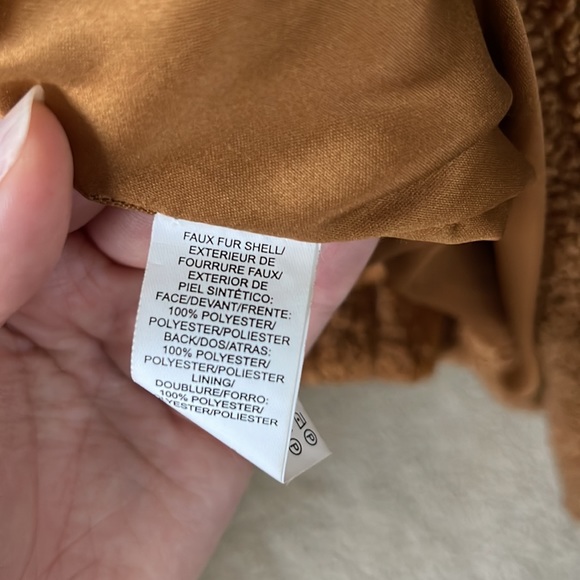 FAUX FUR SHELL/
EXTERIEUR DE
FOURRURE FAUX/
EXTERIOR DE
PIEL SINTÉTICO:
FACE/DEVANT/FRENTE:
100% POLYESTER/
POLYESTER/POLIESTER
BACK/DOS/ATRAS:
100% POLYESTER/
POLYESTER/POLIESTER
LINING/
DOUBLURE/FORRO:
100% POLYESTER/
POLYESTER/POLIESTER
P
P